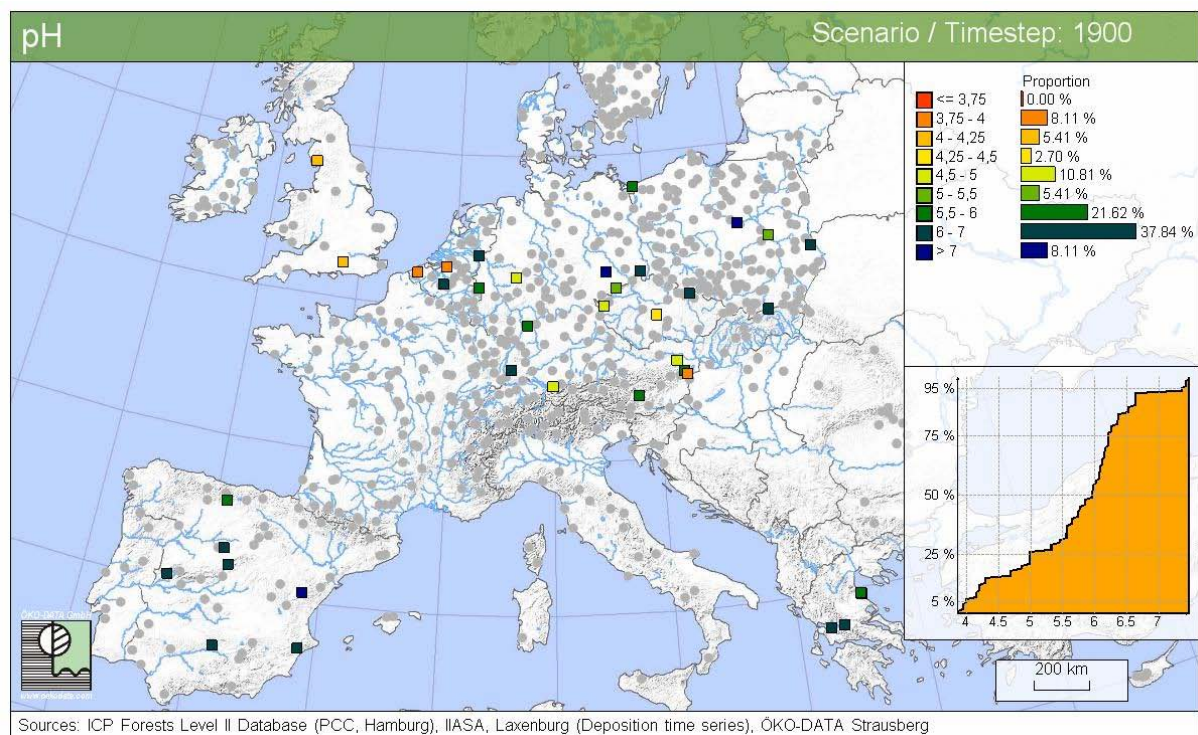 pH
Scenario / Timestep: 1900
Proportion
<= 3,75 0.00 %
3,75 - 4 8.11 %
4 - 4,25 5.41 %
4,25 - 4,5 2.70 %
4,5 - 5 10.81 %
5 - 5,5 5.41 %
5,5 - 6 21.62 %
6 - 7 37.84 %
> 7 8.11 %
95 %
75 %
50 %
25 %
5 %
4 4.5 5 5.5 6 6.5 7
200 km
ÖKO-DATA GmbH
Sources: ICP Forests Level II Database (PCC, Hamburg), IIASA, Laxenburg (Deposition time series), ÖKO-DATA Strausberg